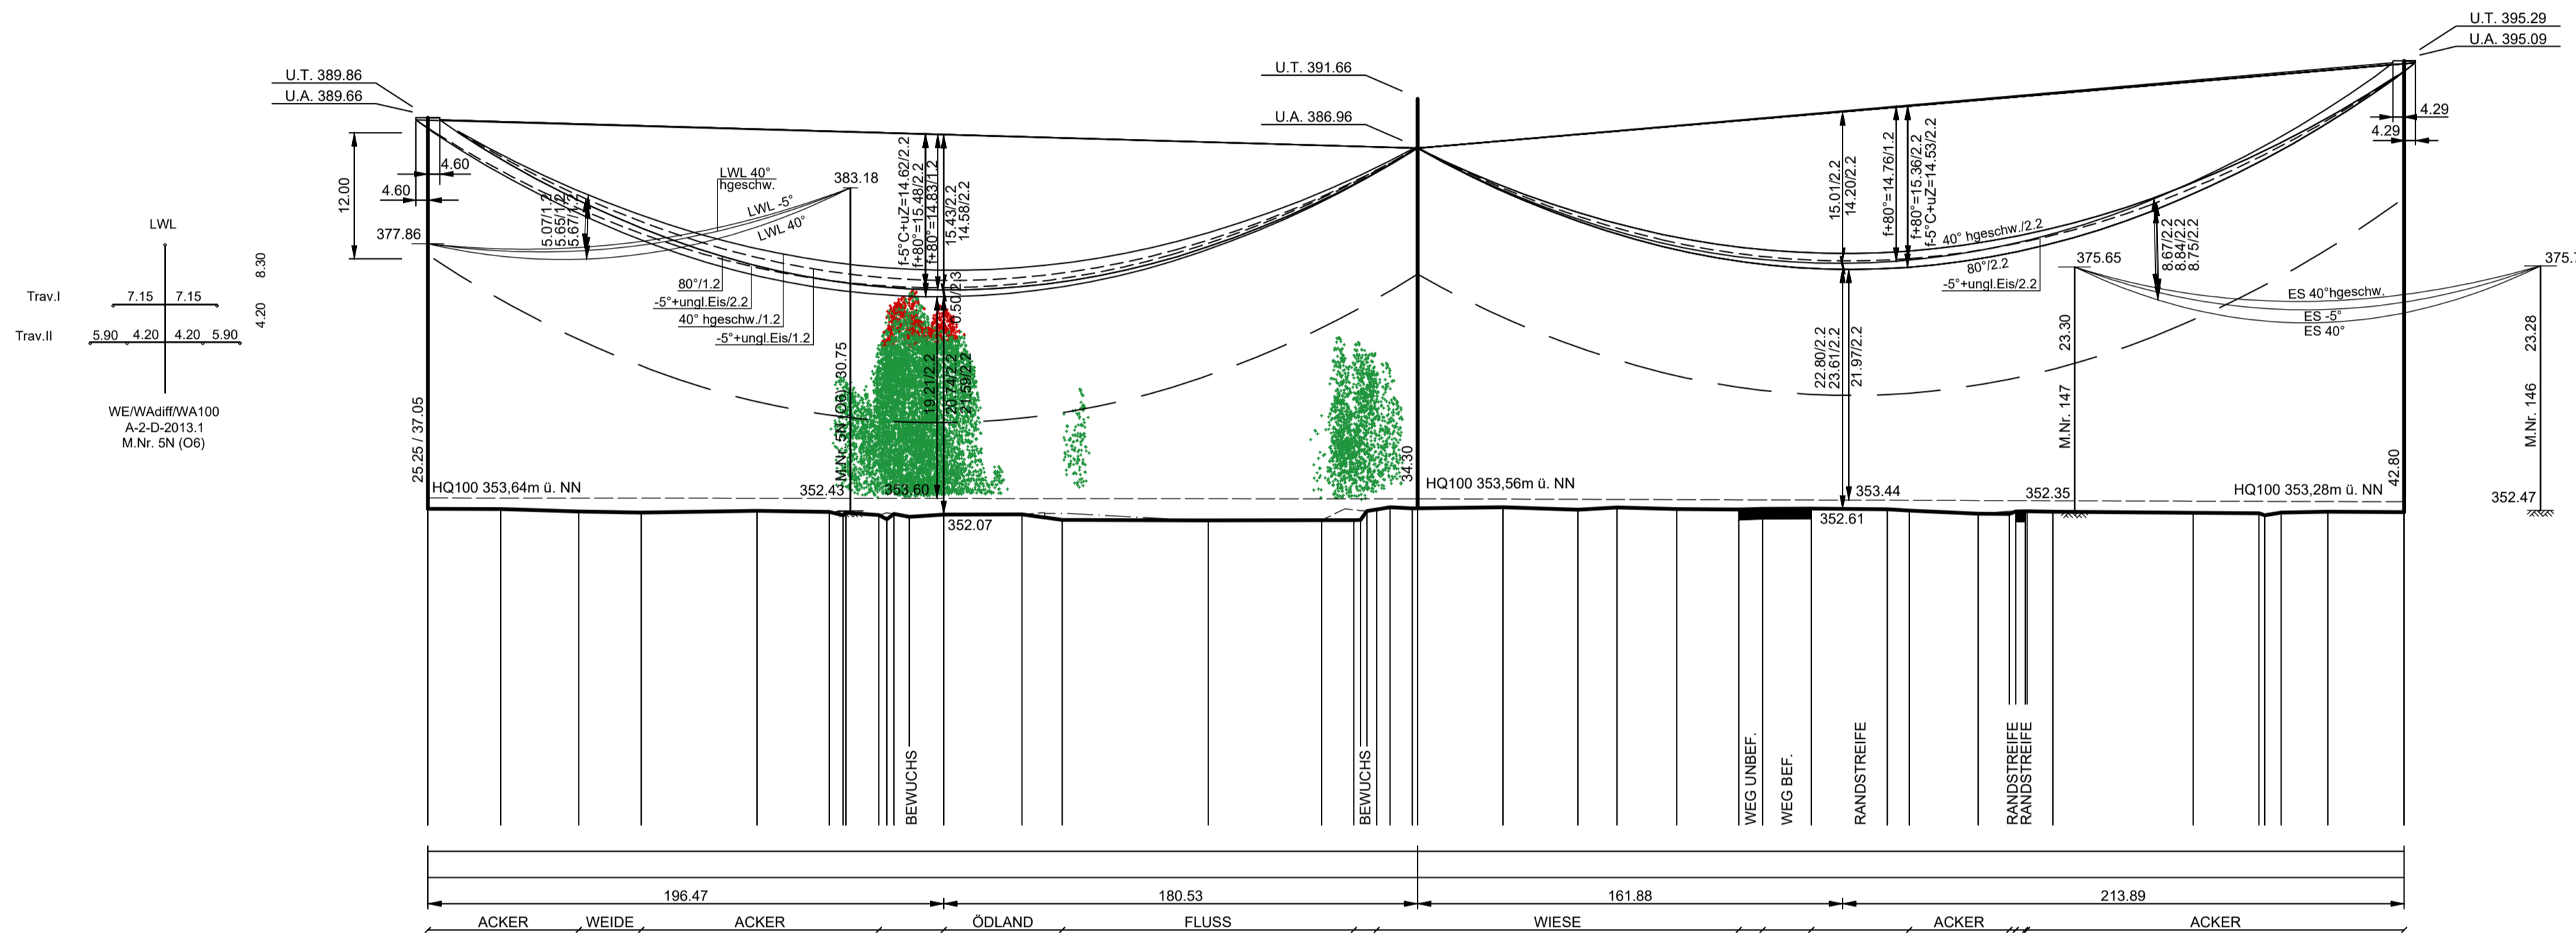 U.T. 389.86
U.A. 389.66
12.00
4.60
4.60
377.86
LWL
8.30
4.20
Trav.I
7.15 7.15
Trav.II
5.90 4.20 4.20 5.90
WE/WAdiff/WA100
A-2-D-2013.1
M.Nr. 5N (O6)
25.25 / 37.05
5.07/1.2
5.65/1.2
5.67/1.2
LWL 40°
hgeschw.
LWL -5°
LWL 40°
383.18
80°/1.2
-5°+ungl.Eis/2.2
40° hgeschw./1.2
-5°+ungl.Eis/1.2
M.Nr. 5N (O6) 30.75
f-5°C+uZ=14.62/2.2
f+80°=15.48/2.2
f+80°=14.83/1.2
15.43/2.2
14.58/2.2
0.50/2.3
19.21/2.2
20.74/2.2
21.59/2.2
HQ100 353,64m ü. NN
352.43
353.60
352.07
U.T. 391.66
U.A. 386.96
34.30
HQ100 353,56m ü. NN
15.01/2.2
14.20/2.2
f+80°=14.76/1.2
f+80°=15.36/2.2
f-5°C+uZ=14.53/2.2
40° hgeschw./2.2
80°/2.2
-5°+ungl.Eis/2.2
22.80/2.2
23.61/2.2
21.97/2.2
353.44
352.61
U.T. 395.29
U.A. 395.09
4.29
4.29
8.67/2.2
8.84/2.2
8.75/2.2
375.65
ES 40°hgeschw.
ES -5°
ES 40°
M.Nr. 147 23.30
352.35
HQ100 353,28m ü. NN
42.80
M.Nr. 146 23.28
352.47
BEWUCHS
BEWUCHS
WEG UNBEF.
WEG BEF.
RANDSTREIFE
RANDSTREIFE
RANDSTREIFE
196.47 180.53 161.88 213.89
ACKER WEIDE ACKER ÖDLAND FLUSS WIESE ACKER ACKER